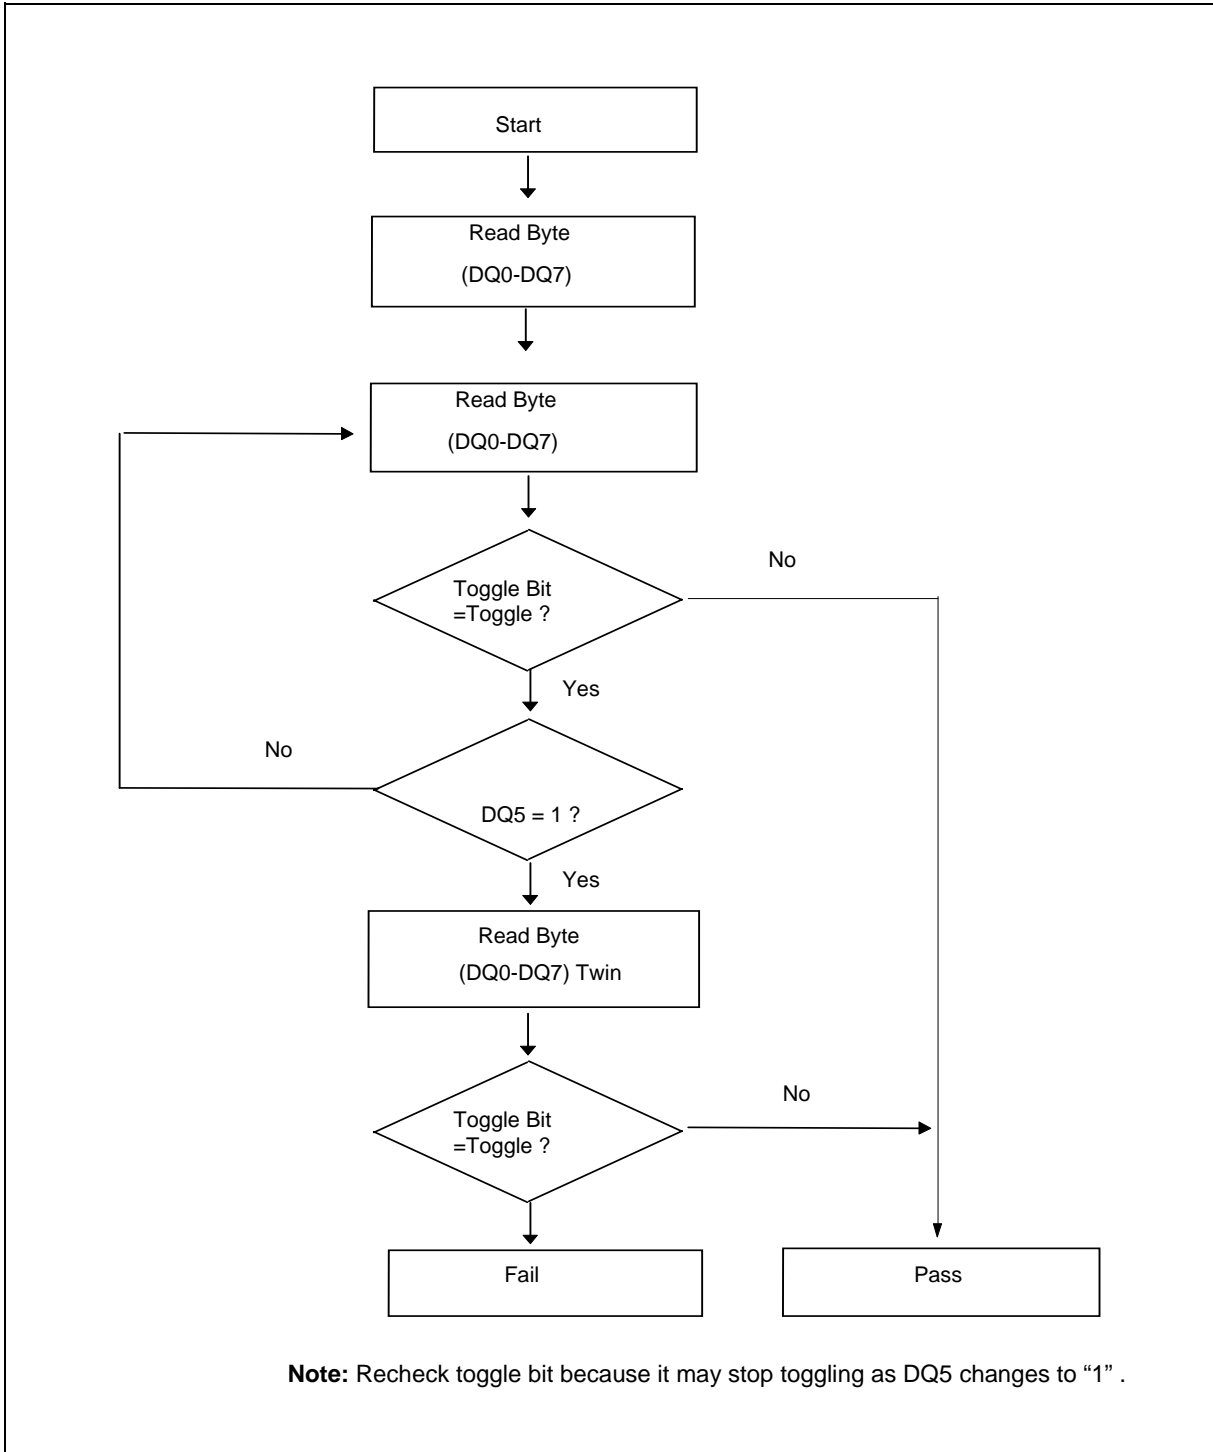 Start
Read Byte
(DQ0-DQ7)
Read Byte
(DQ0-DQ7)
No
Toggle Bit
=Toggle ?
Yes
No
DQ5 = 1 ?
Yes
Read Byte
(DQ0-DQ7) Twin
No
Toggle Bit
=Toggle ?
Fail
Pass
Note: Recheck toggle bit because it may stop toggling as DQ5 changes to “1” .